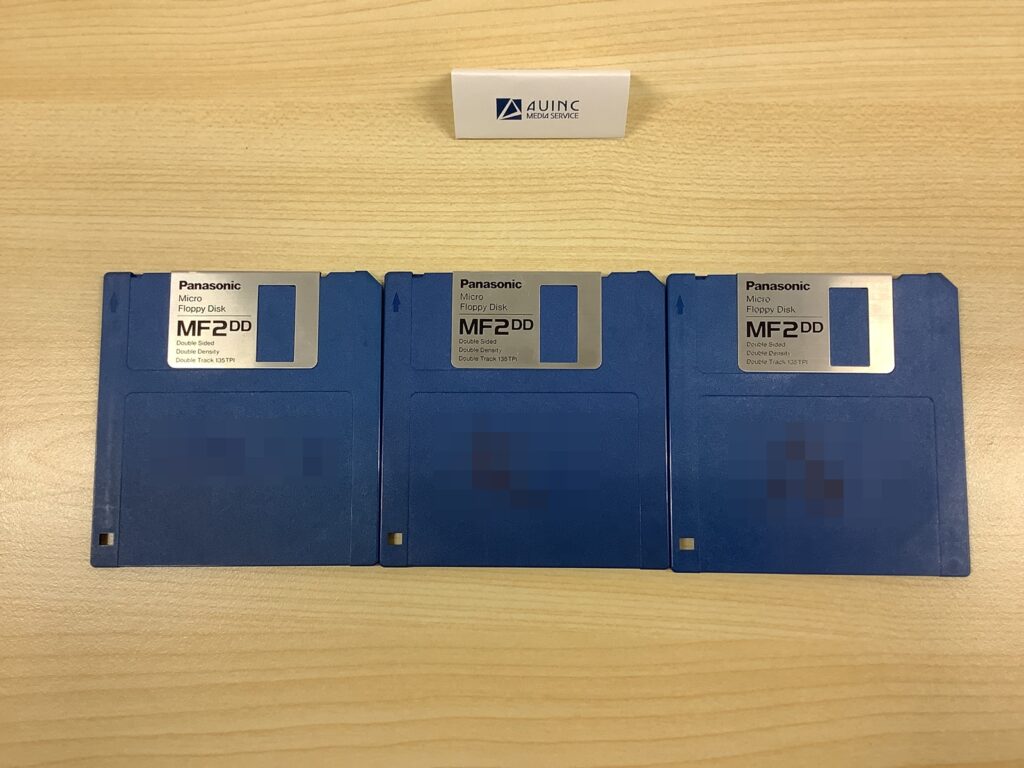 AUINC
MEDIA SERVICE
Panasonic
Micro
Floppy Disk
MF2DD
Double Sided
Double Density
Double Track 135TPI
Panasonic
Micro
Floppy Disk
MF2DD
Double Sided
Double Density
Double Track 135TPI
Panasonic
Micro
Floppy Disk
MF2DD
Double Sided
Double Density
Double Track 135TPI